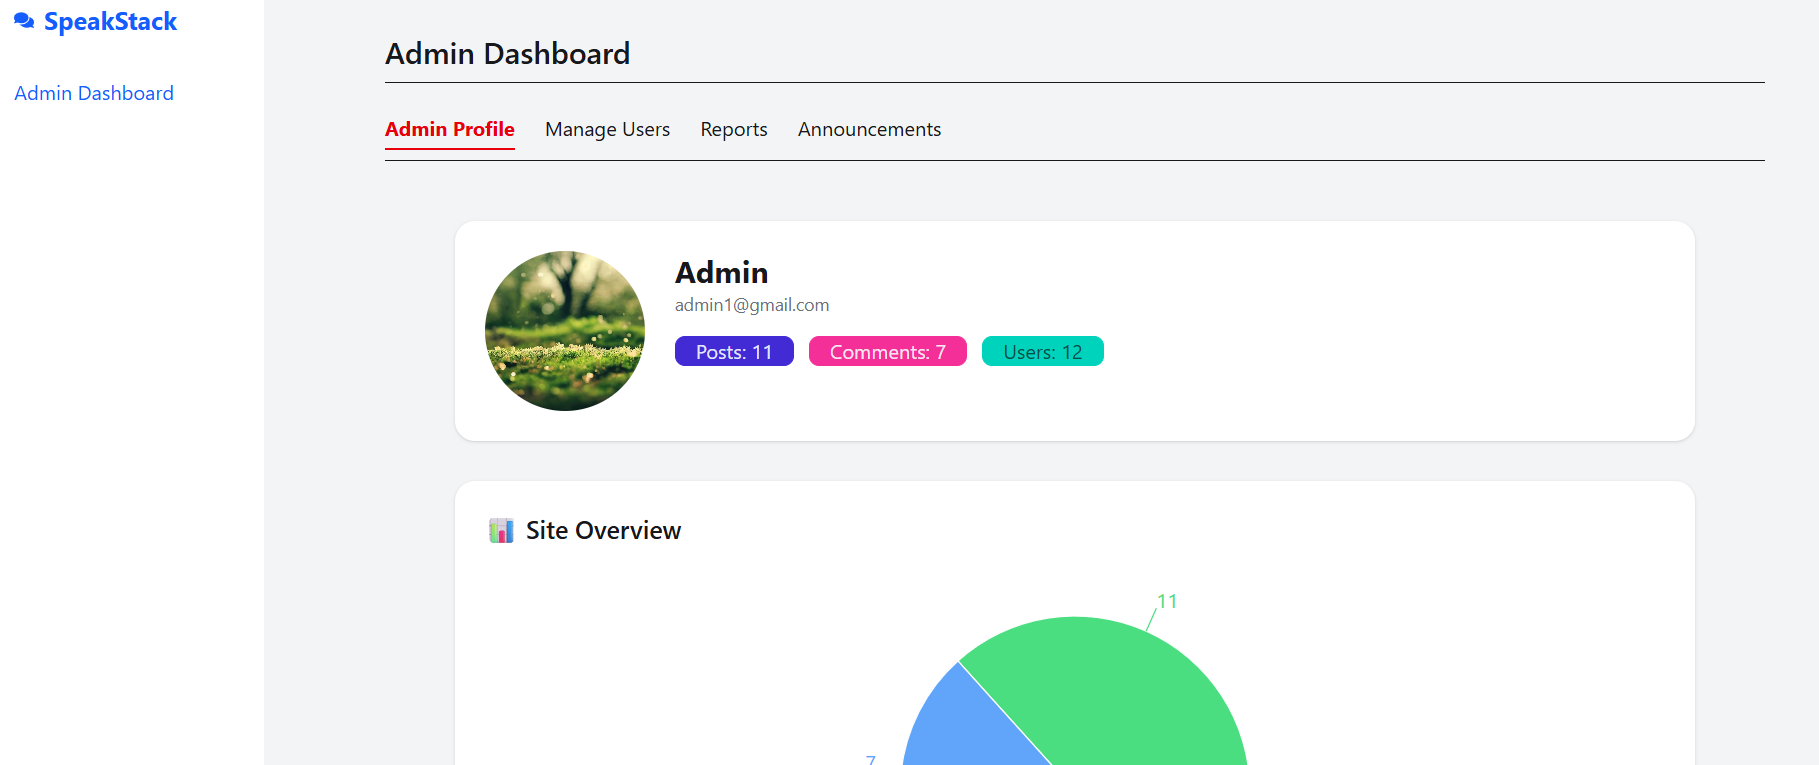 SpeakStack
Admin Dashboard
Admin Dashboard
Admin Profile Manage Users Reports Announcements
Admin
admin1@gmail.com
Posts: 11 Comments: 7 Users: 12
Site Overview
11
7